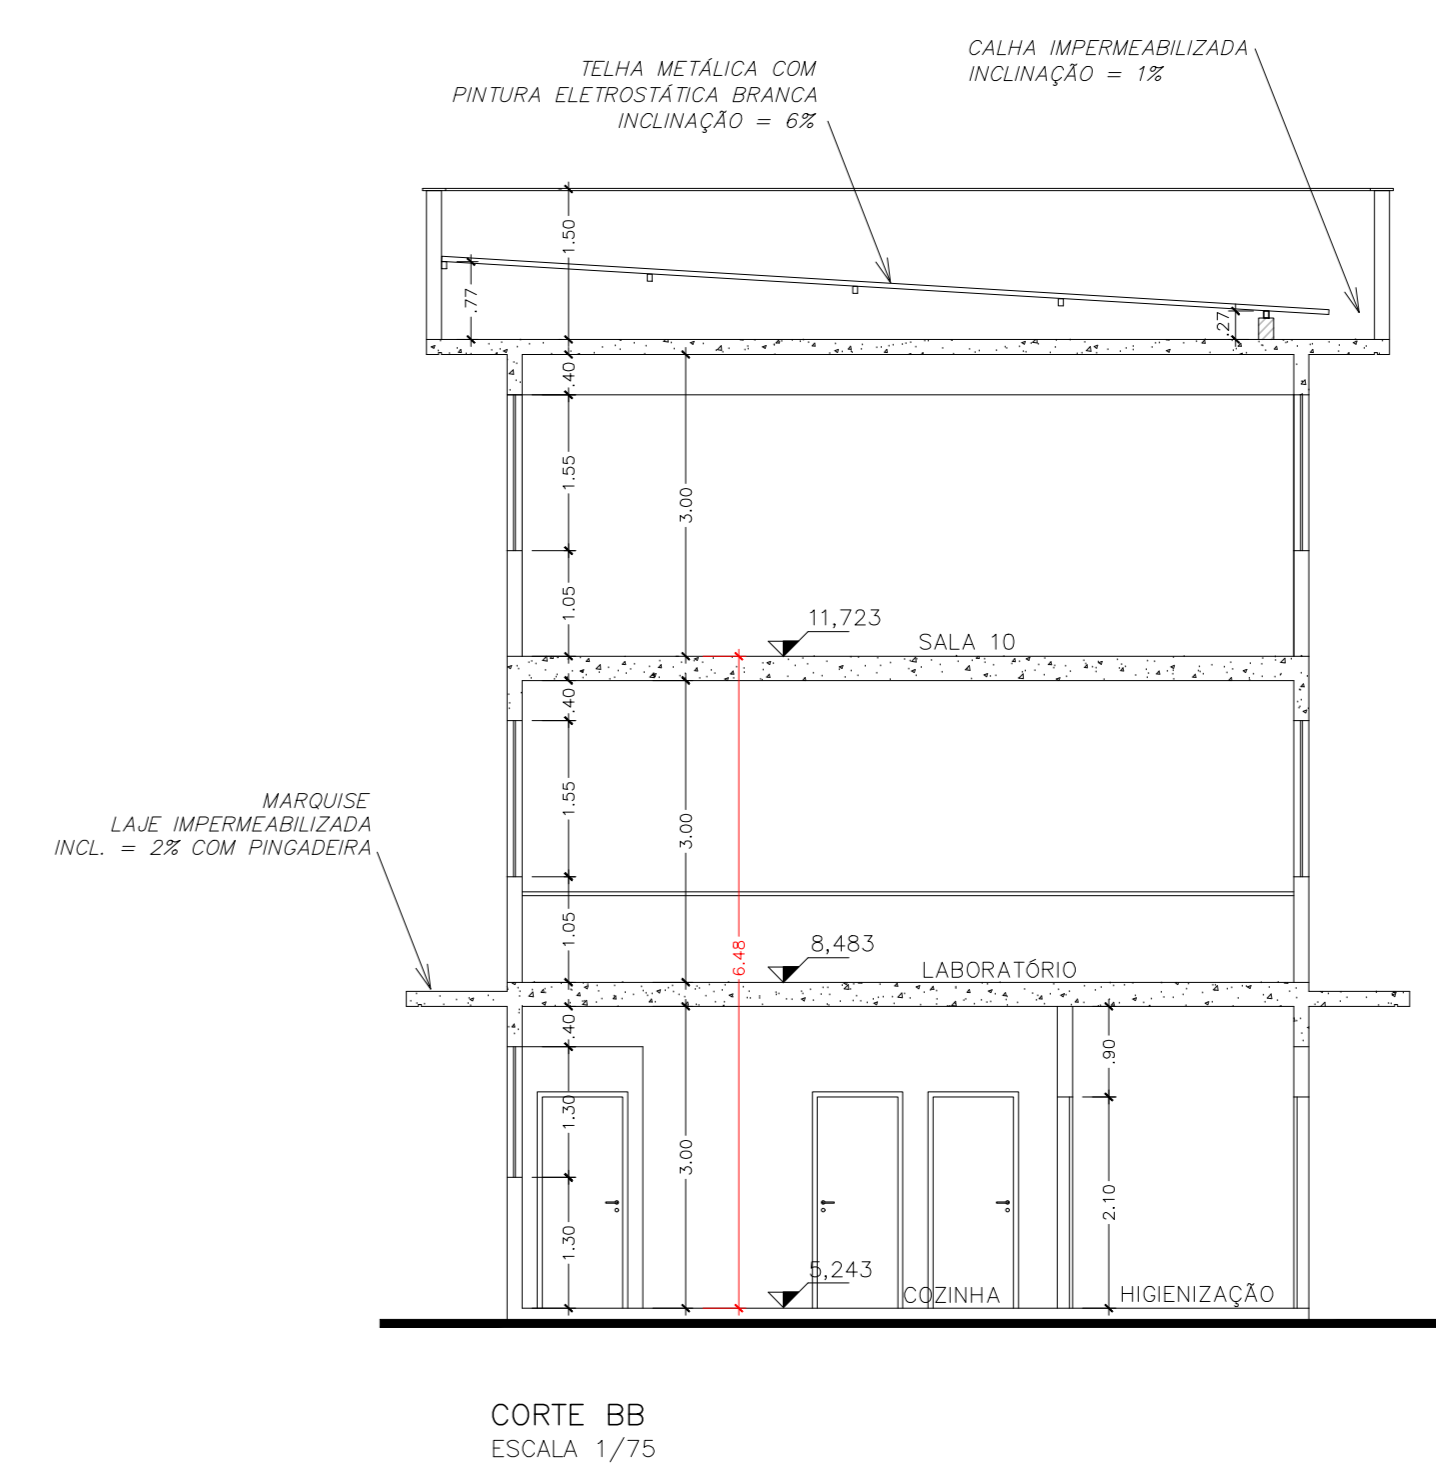 CALHA IMPERMEABILIZADA
INCLINAÇÃO = 1%
TELHA METÁLICA COM
PINTURA ELETROSTÁTICA BRANCA
INCLINAÇÃO = 6%
1.50
.77
.27
.40
1.55
3.00
1.05
11,723
SALA 10
.40
1.55
3.00
MARQUISE
LAJE IMPERMEABILIZADA
INCL. = 2% COM PINGADEIRA
1.05
6.48
8,483
LABORATÓRIO
.40
.90
1.30
3.00
2.10
1.30
5,243
COZINHA
HIGIENIZAÇÃO
CORTE BB
ESCALA 1/75